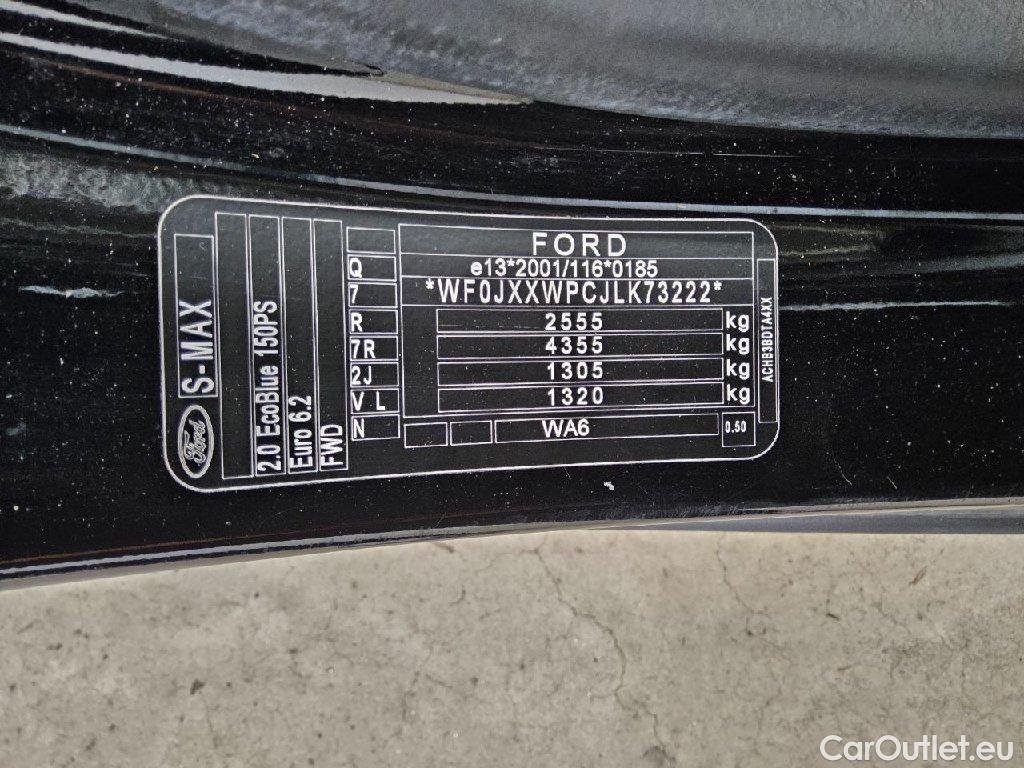 FORD
e13*2001/116*0185
*WF0JXXWPCJLK73222*
2555 kg
4355 kg
1305 kg
1320 kg
WA6 0.50
Q
7
R
7R
2J
V L
N
Ford S-MAX
2.0 EcoBlue 150PS
Euro 6.2
FWD
ACHB3BDTA4XX
CarOutlet.eu